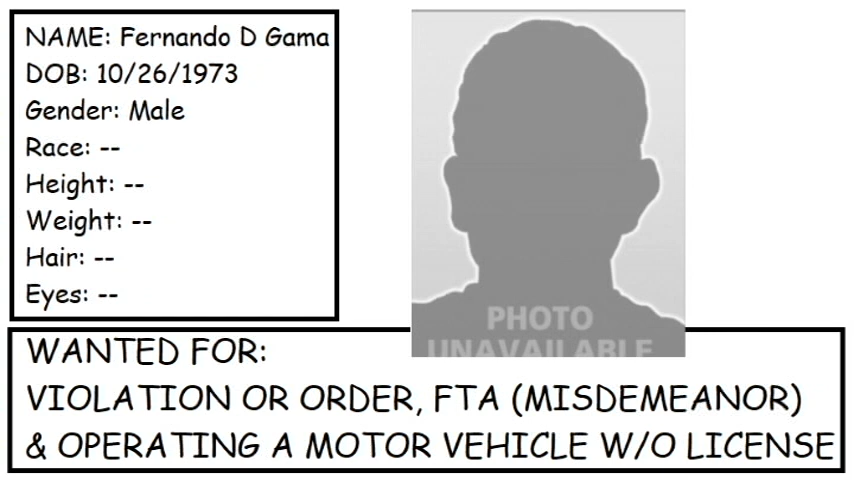 NAME: Fernando D Gama
DOB: 10/26/1973
Gender: Male
Race: --
Height: --
Weight: --
Hair: --
Eyes: --
PHOTO
UNAVAILABLE
WANTED FOR:
VIOLATION OR ORDER, FTA (MISDEMEANOR)
& OPERATING A MOTOR VEHICLE W/O LICENSE